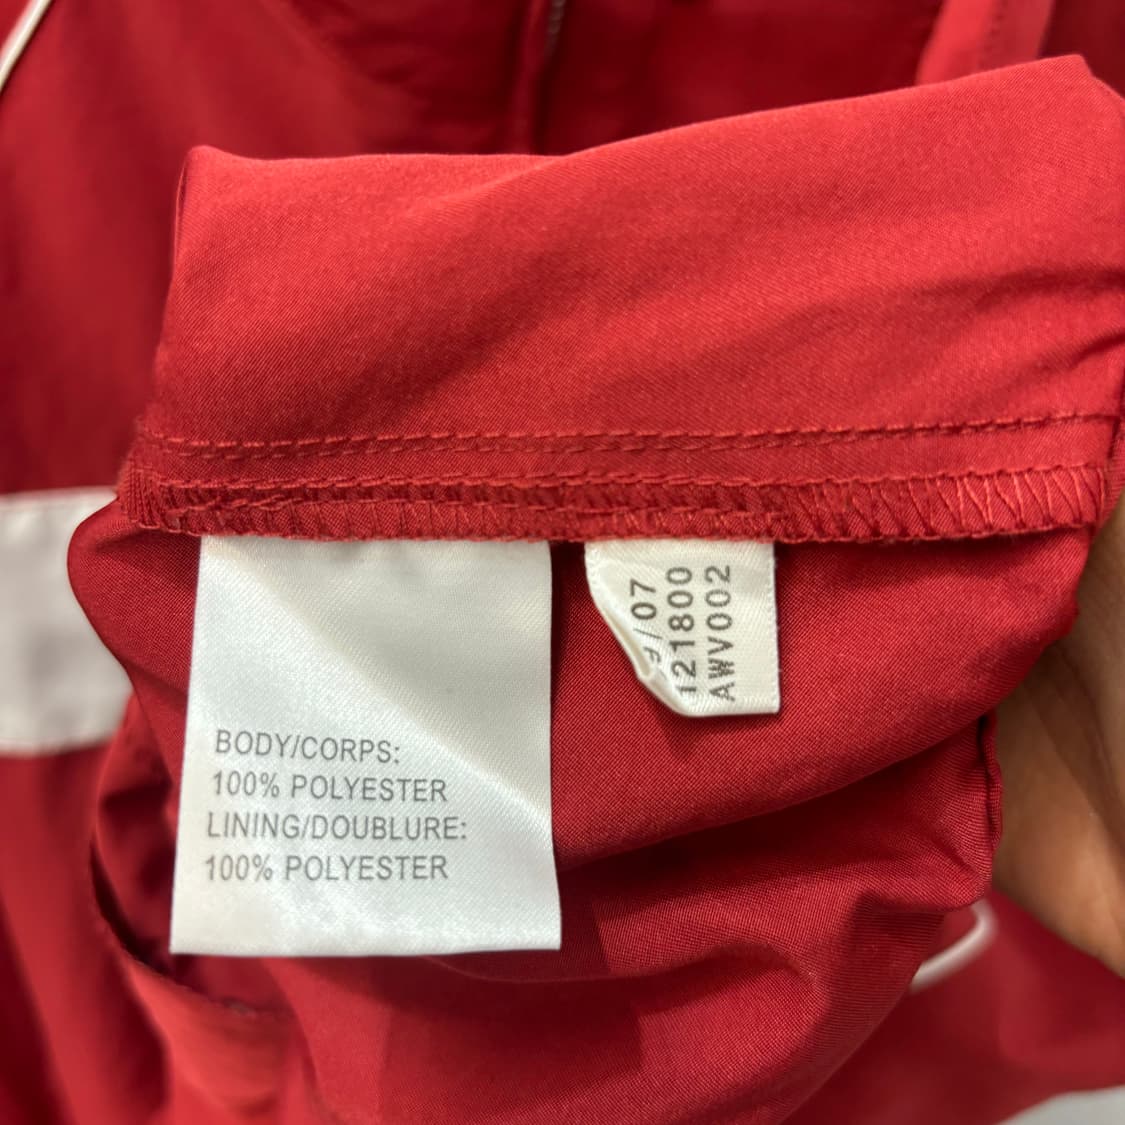 BODY/CORPS:
100% POLYESTER
LINING/DOUBLURE:
100% POLYESTER
/07
121800
AWV002